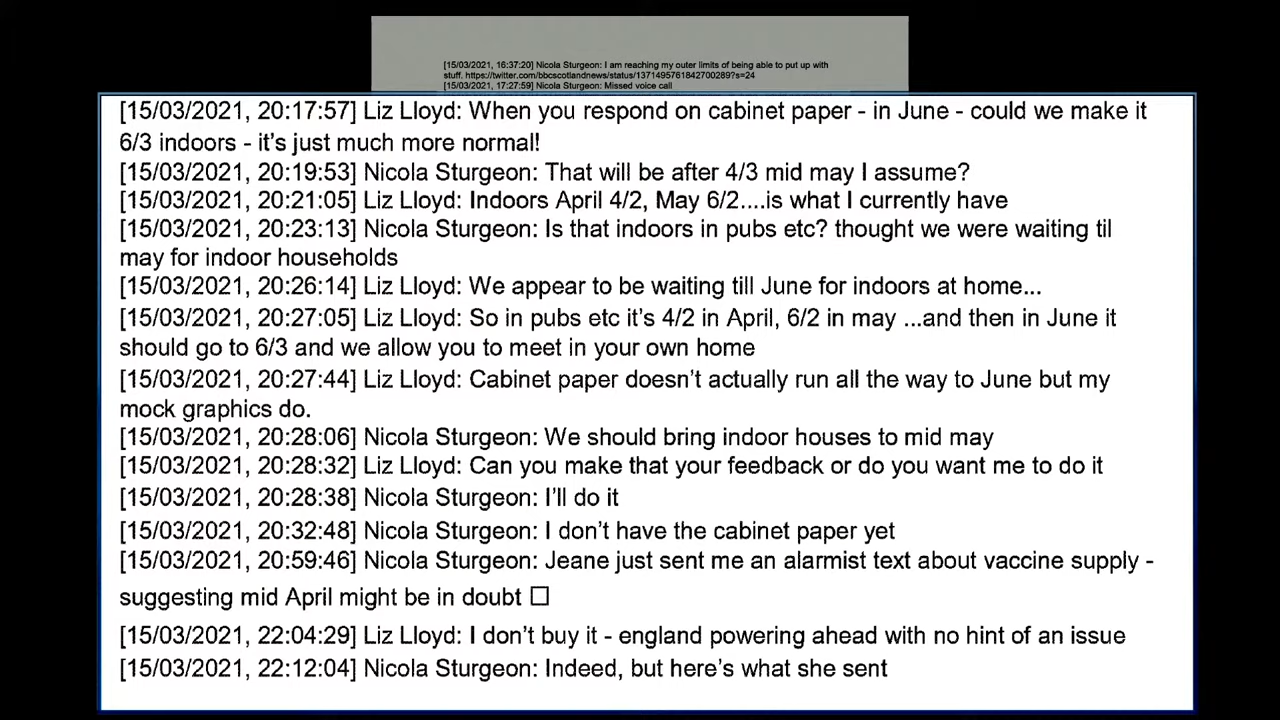 [15/03/2021, 16:37:20] Nicola Sturgeon: I am reaching my outer limits of being able to put up with
stuff. https://twitter.com/bbcscotlandnews/status/1371495761842700289?s=24
[15/03/2021, 17:27:59] Nicola Sturgeon: Missed voice call
[15/03/2021, 20:17:57] Liz Lloyd: When you respond on cabinet paper - in June - could we make it
6/3 indoors - it's just much more normal!
[15/03/2021, 20:19:53] Nicola Sturgeon: That will be after 4/3 mid may I assume?
[15/03/2021, 20:21:05] Liz Lloyd: Indoors April 4/2, May 6/2....is what I currently have
[15/03/2021, 20:23:13] Nicola Sturgeon: Is that indoors in pubs etc? thought we were waiting til
may for indoor households
[15/03/2021, 20:26:14] Liz Lloyd: We appear to be waiting till June for indoors at home...
[15/03/2021, 20:27:05] Liz Lloyd: So in pubs etc it's 4/2 in April, 6/2 in may ...and then in June it
should go to 6/3 and we allow you to meet in your own home
[15/03/2021, 20:27:44] Liz Lloyd: Cabinet paper doesn't actually run all the way to June but my
mock graphics do.
[15/03/2021, 20:28:06] Nicola Sturgeon: We should bring indoor houses to mid may
[15/03/2021, 20:28:32] Liz Lloyd: Can you make that your feedback or do you want me to do it
[15/03/2021, 20:28:38] Nicola Sturgeon: I'll do it
[15/03/2021, 20:32:48] Nicola Sturgeon: I don't have the cabinet paper yet
[15/03/2021, 20:59:46] Nicola Sturgeon: Jeane just sent me an alarmist text about vaccine supply -
suggesting mid April might be in doubt □
[15/03/2021, 22:04:29] Liz Lloyd: I don't buy it - england powering ahead with no hint of an issue
[15/03/2021, 22:12:04] Nicola Sturgeon: Indeed, but here's what she sent